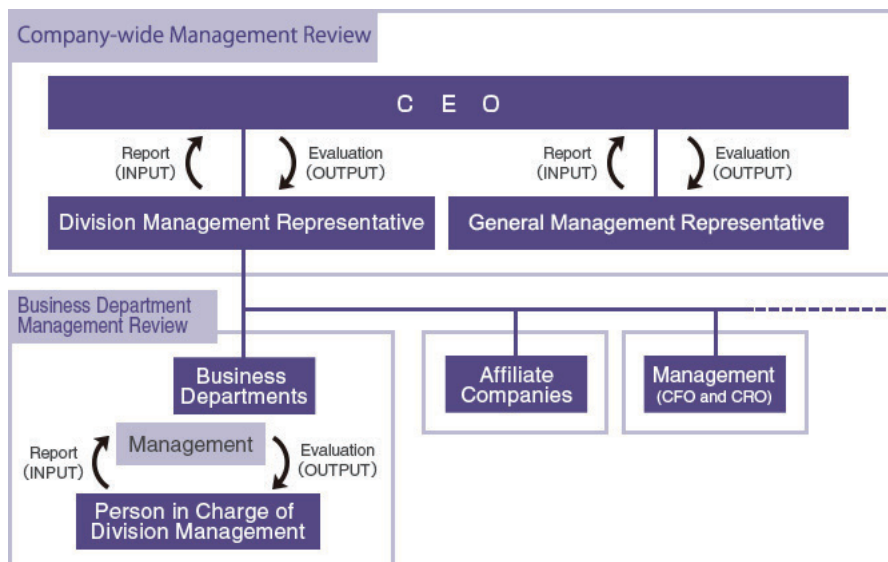 Company-wide Management Review
C E O
Report
(INPUT)
Evaluation
(OUTPUT)
Report
(INPUT)
Evaluation
(OUTPUT)
Division Management Representative
General Management Representative
Business Department
Management Review
Business
Departments
Affiliate
Companies
Management
(CFO and CRO)
Management
Report
(INPUT)
Evaluation
(OUTPUT)
Person in Charge of
Division Management